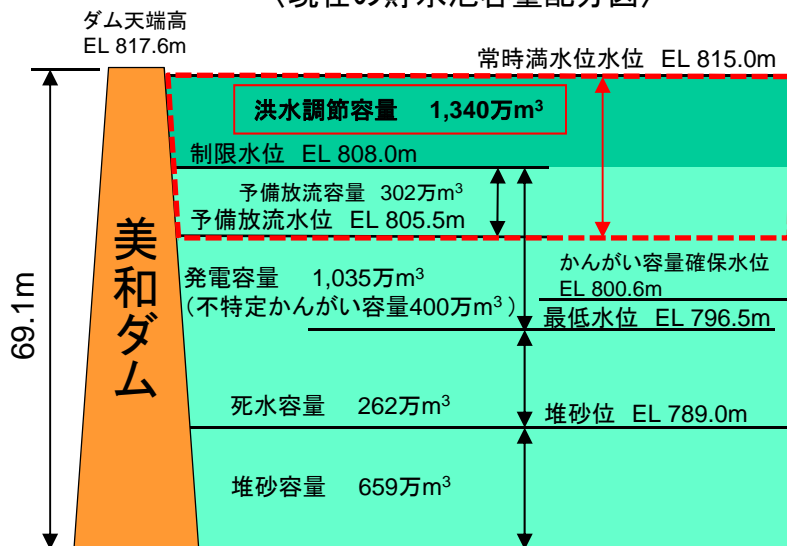 （現在の貯水池容量配分図）
ダム天端高
EL 817.6m
常時満水位水位 EL 815.0m
洪水調節容量 1,340万m³
制限水位 EL 808.0m
予備放流容量 302万m³
予備放流水位 EL 805.5m
美和ダム
69.1m
発電容量 1,035万m³
（不特定かんがい容量400万m³）
かんがい容量確保水位
EL 800.6m
最低水位 EL 796.5m
死水容量 262万m³
堆砂位 EL 789.0m
堆砂容量 659万m³